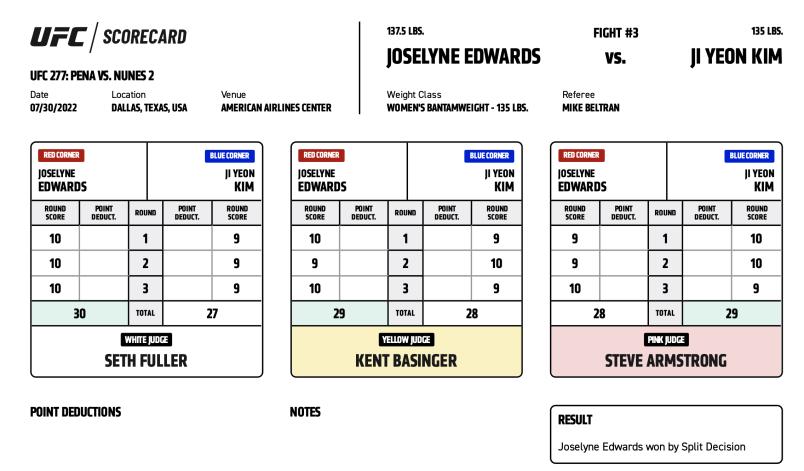 UFC / SCORECARD
UFC 277: PENA VS. NUNES 2
Date Location Venue
07/30/2022 DALLAS, TEXAS, USA AMERICAN AIRLINES CENTER
137.5 LBS. FIGHT #3 135 LBS.
JOSELYNE EDWARDS VS. JI YEON KIM
Weight Class Referee
WOMEN'S BANTAMWEIGHT - 135 LBS. MIKE BELTRAN
RED CORNER BLUE CORNER
JOSELYNE JI YEON
EDWARDS KIM
ROUND SCORE POINT DEDUCT. ROUND POINT DEDUCT. ROUND SCORE
10 1 9
10 2 9
10 3 9
30 TOTAL 27
WHITE JUDGE
SETH FULLER
RED CORNER BLUE CORNER
JOSELYNE JI YEON
EDWARDS KIM
ROUND SCORE POINT DEDUCT. ROUND POINT DEDUCT. ROUND SCORE
10 1 9
9 2 10
10 3 9
29 TOTAL 28
YELLOW JUDGE
KENT BASINGER
RED CORNER BLUE CORNER
JOSELYNE JI YEON
EDWARDS KIM
ROUND SCORE POINT DEDUCT. ROUND POINT DEDUCT. ROUND SCORE
9 1 10
9 2 10
10 3 9
28 TOTAL 29
PINK JUDGE
STEVE ARMSTRONG
POINT DEDUCTIONS
NOTES
RESULT
Joselyne Edwards won by Split Decision